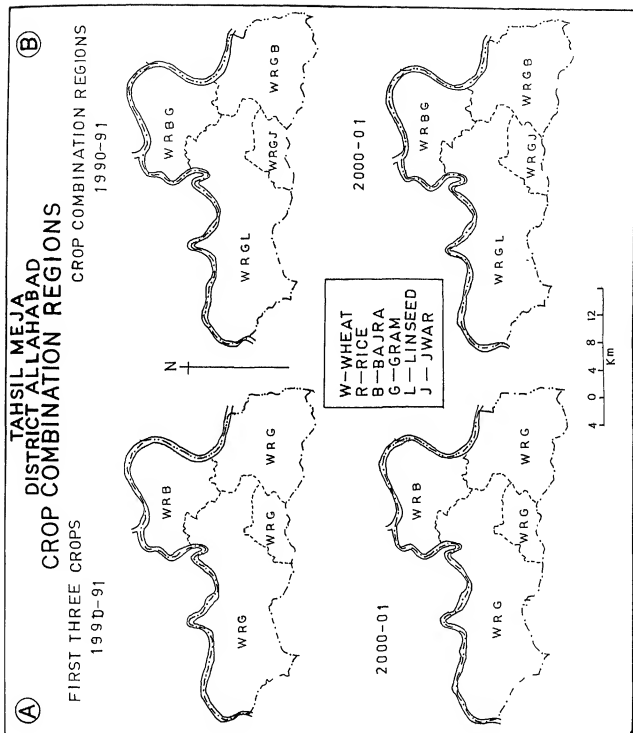 TAHSIL MEJA
DISTRICT ALLAHABAD
CROP COMBINATION REGIONS
A
FIRST THREE CROPS
1990-91
WRB
WRG
WRG
WRG
2000-01
WRB
WRG
WRG
WRG
B
CROP COMBINATION REGIONS
1990-91
WRBG
WRGL
WRGJ
WRGB
2000-01
WRBG
WRGL
WRGJ
WRGB
N
W—WHEAT
R—RICE
B—BAJRA
G—GRAM
L—LINSEED
J—JWAR
4 0 4 8 12
Km